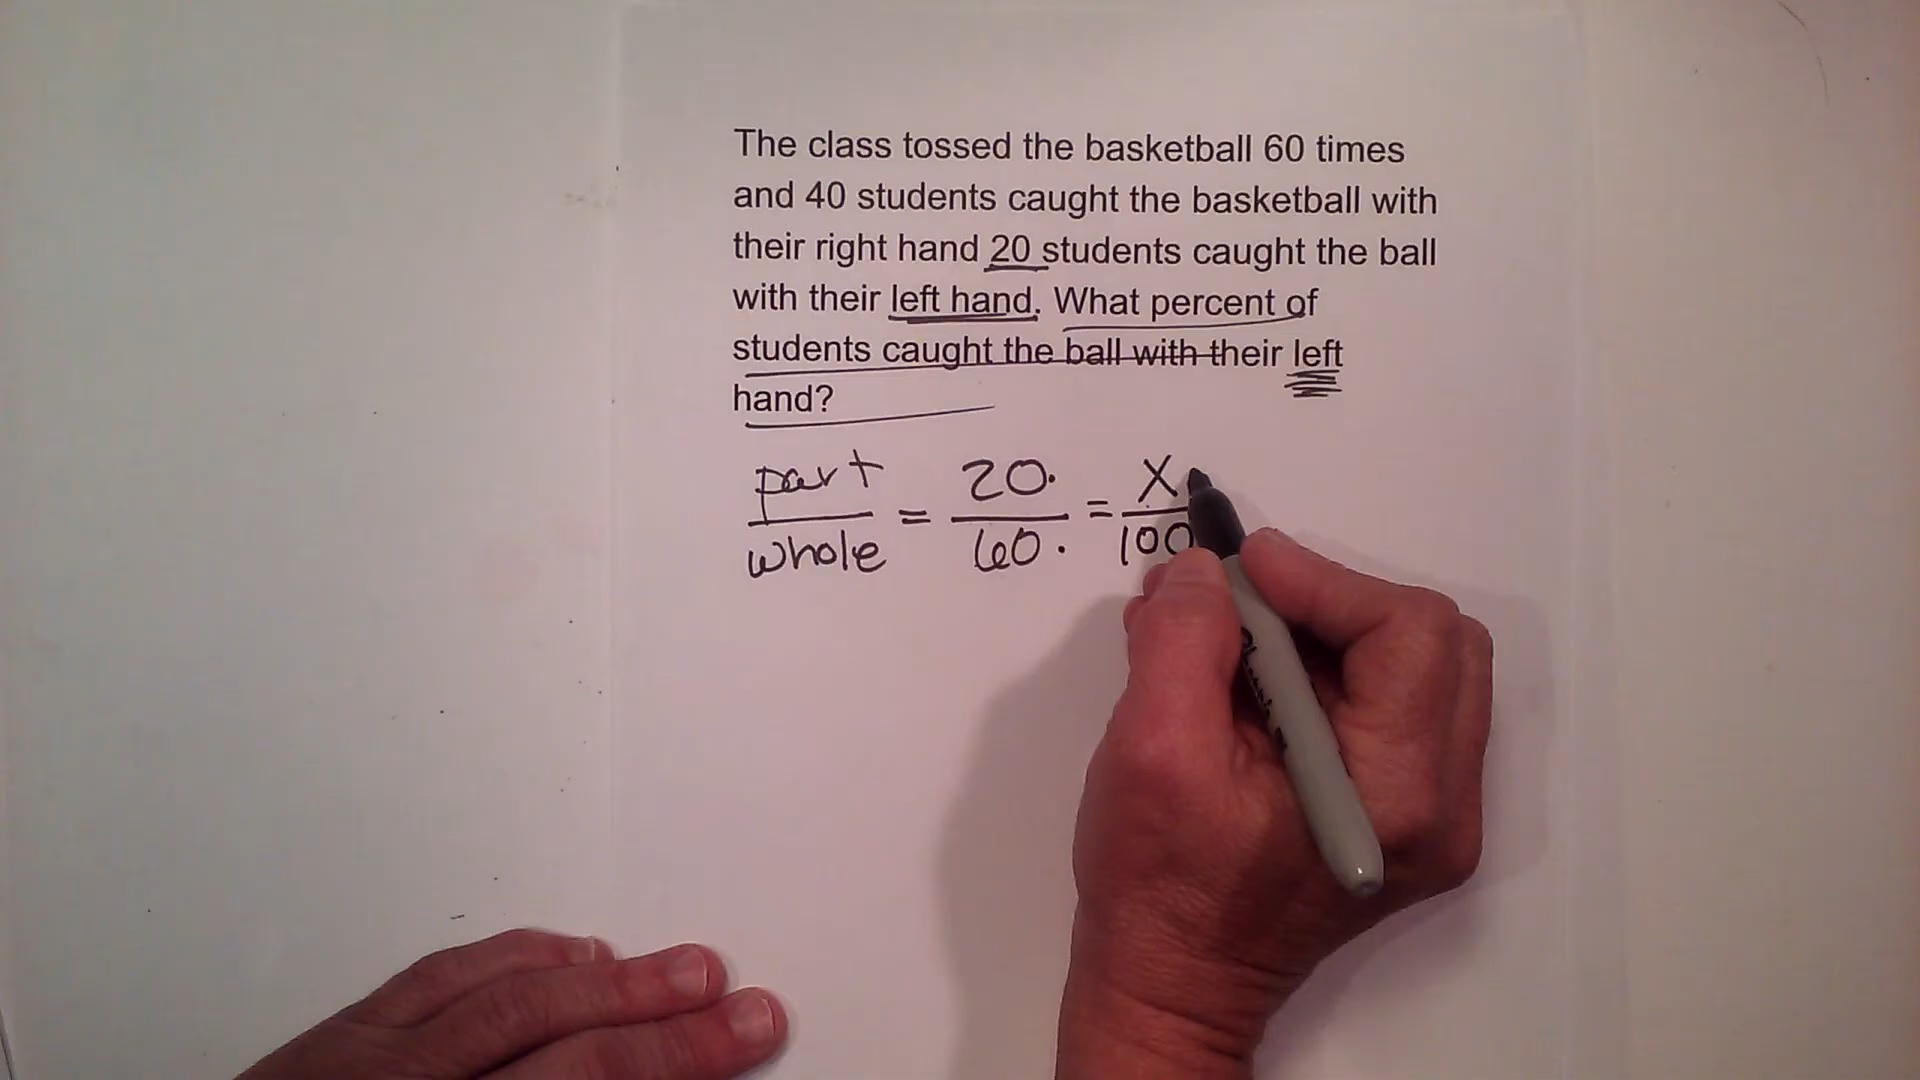 The class tossed the basketball 60 times
and 40 students caught the basketball with
their right hand 20 students caught the ball
with their left hand. What percent of
students caught the ball with their left
hand?
part = 20. = X
whole 60. 100